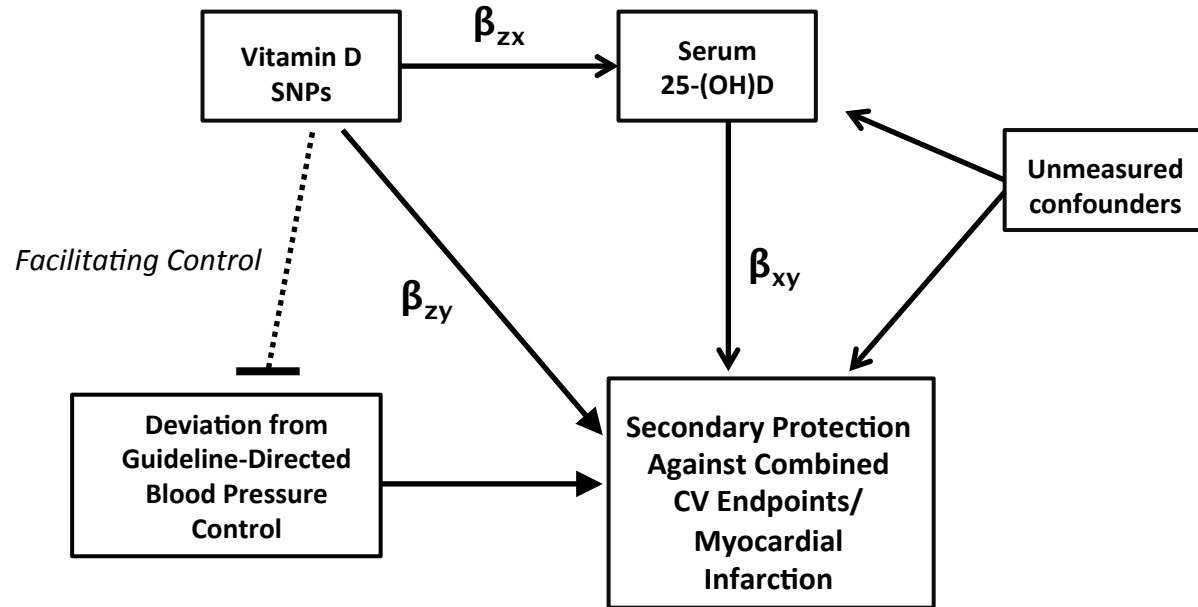 β_zx
Vitamin D
SNPs
Serum
25-(OH)D
Unmeasured
confounders
Facilitating Control
β_zy
β_xy
Deviation from
Guideline-Directed
Blood Pressure
Control
Secondary Protection
Against Combined
CV Endpoints/
Myocardial
Infarction